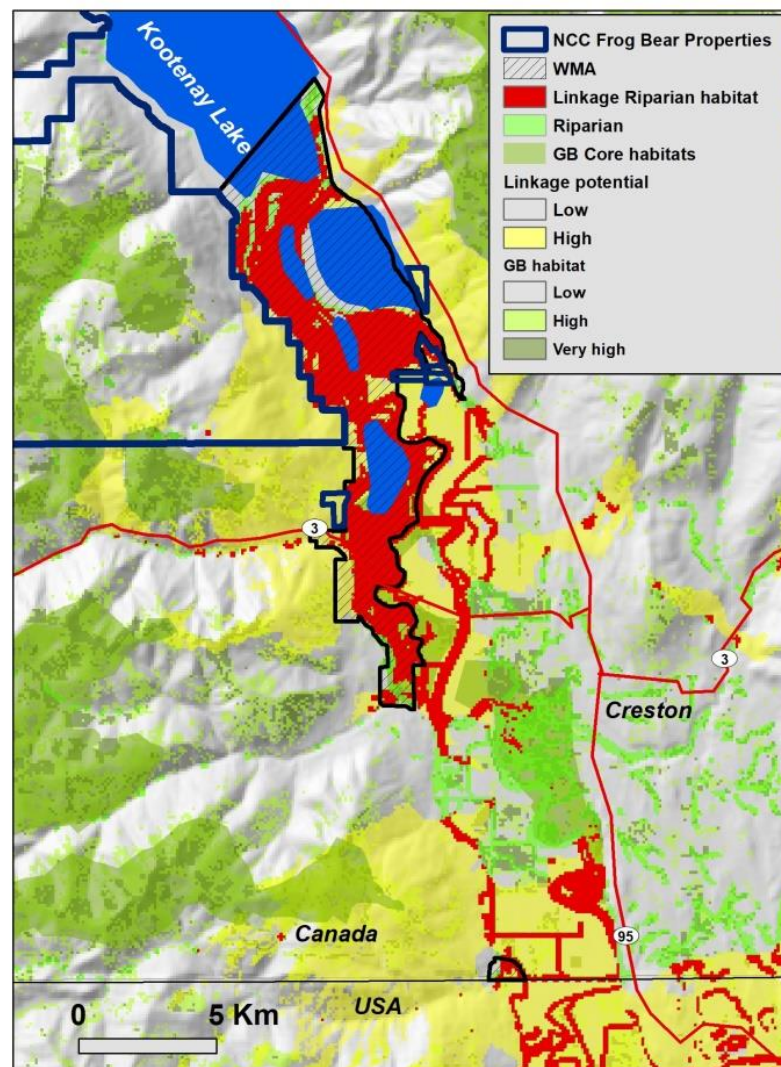 Kootenay Lake
NCC Frog Bear Properties
WMA
Linkage Riparian habitat
Riparian
GB Core habitats
Linkage potential
Low
High
GB habitat
Low
High
Very high
3
3
Creston
Canada
95
USA
0 5 Km